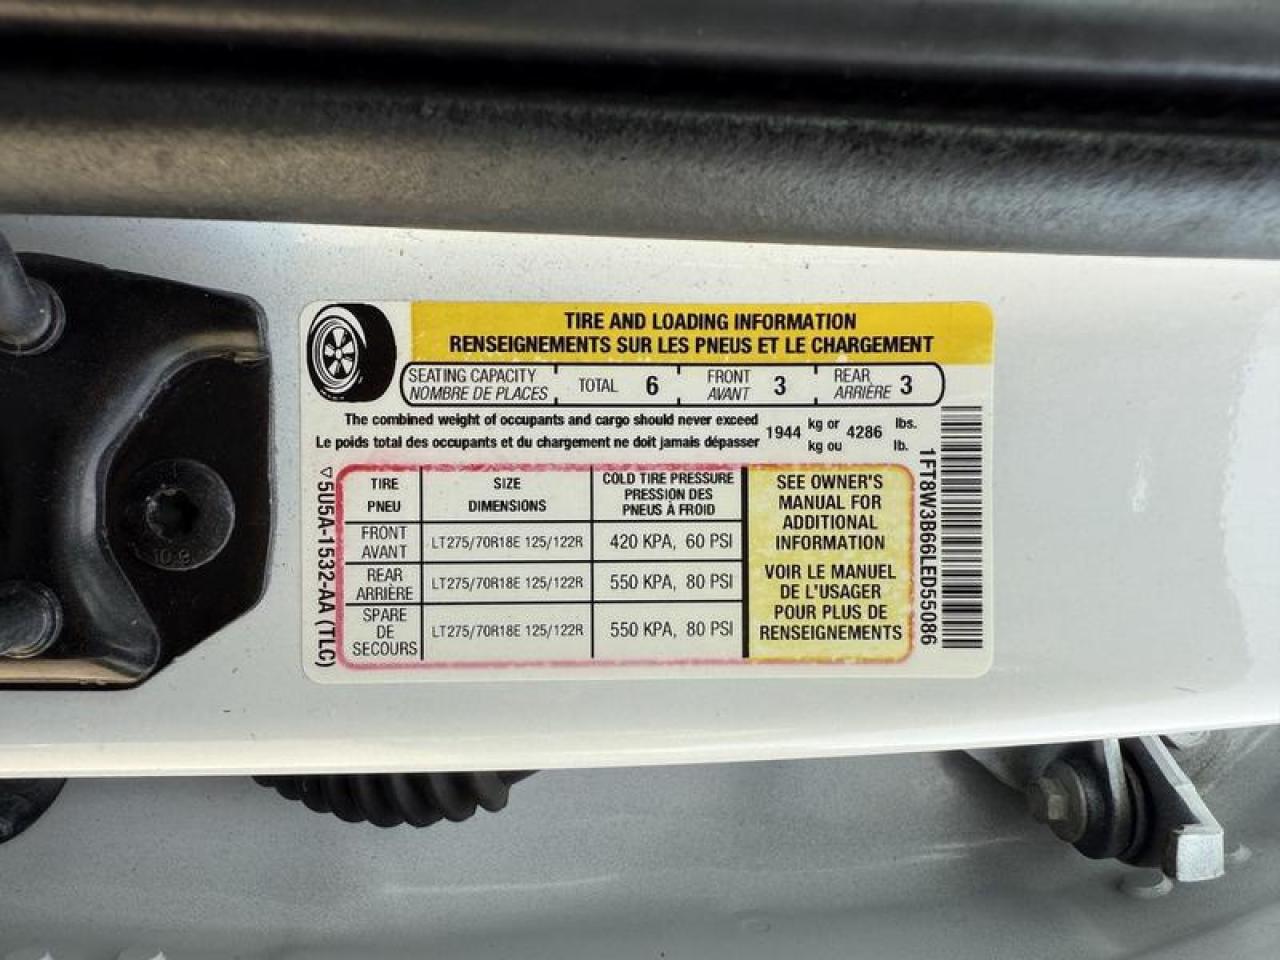 TIRE AND LOADING INFORMATION
RENSEIGNEMENTS SUR LES PNEUS ET LE CHARGEMENT
SEATING CAPACITY
NOMBRE DE PLACES
TOTAL 6
FRONT
AVANT
3
REAR
ARRIÈRE
3
The combined weight of occupants and cargo should never exceed
Le poids total des occupants et du chargement ne doit jamais dépasser
1944
kg or
kg ou
4286
lbs.
lb.
TIRE
PNEU
SIZE
DIMENSIONS
COLD TIRE PRESSURE
PRESSION DES
PNEUS À FROID
FRONT
AVANT
LT275/70R18E 125/122R
420 KPA, 60 PSI
REAR
ARRIÈRE
LT275/70R18E 125/122R
550 KPA, 80 PSI
SPARE
DE
SECOURS
LT275/70R18E 125/122R
550 KPA, 80 PSI
SEE OWNER'S
MANUAL FOR
ADDITIONAL
INFORMATION
VOIR LE MANUEL
DE L'USAGER
POUR PLUS DE
RENSEIGNEMENTS
5U5A-1532-AA (TLC)
1FT8W3B66LED55086
10.9